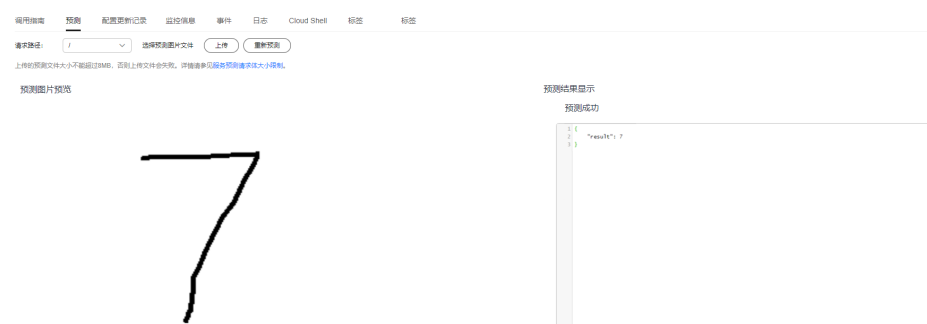 调用指南 预测 配置更新记录 监控信息 事件 日志 Cloud Shell 标签 标签
请求路径： / 选择预测图片文件 上传 重新预测
上传的预测文件大小不能超过8MB，否则上传文件会失败。详情请参见服务预测请求体大小限制。
预测图片预览
预测结果显示
预测成功
1 {
2 "result": 7
3 }
7